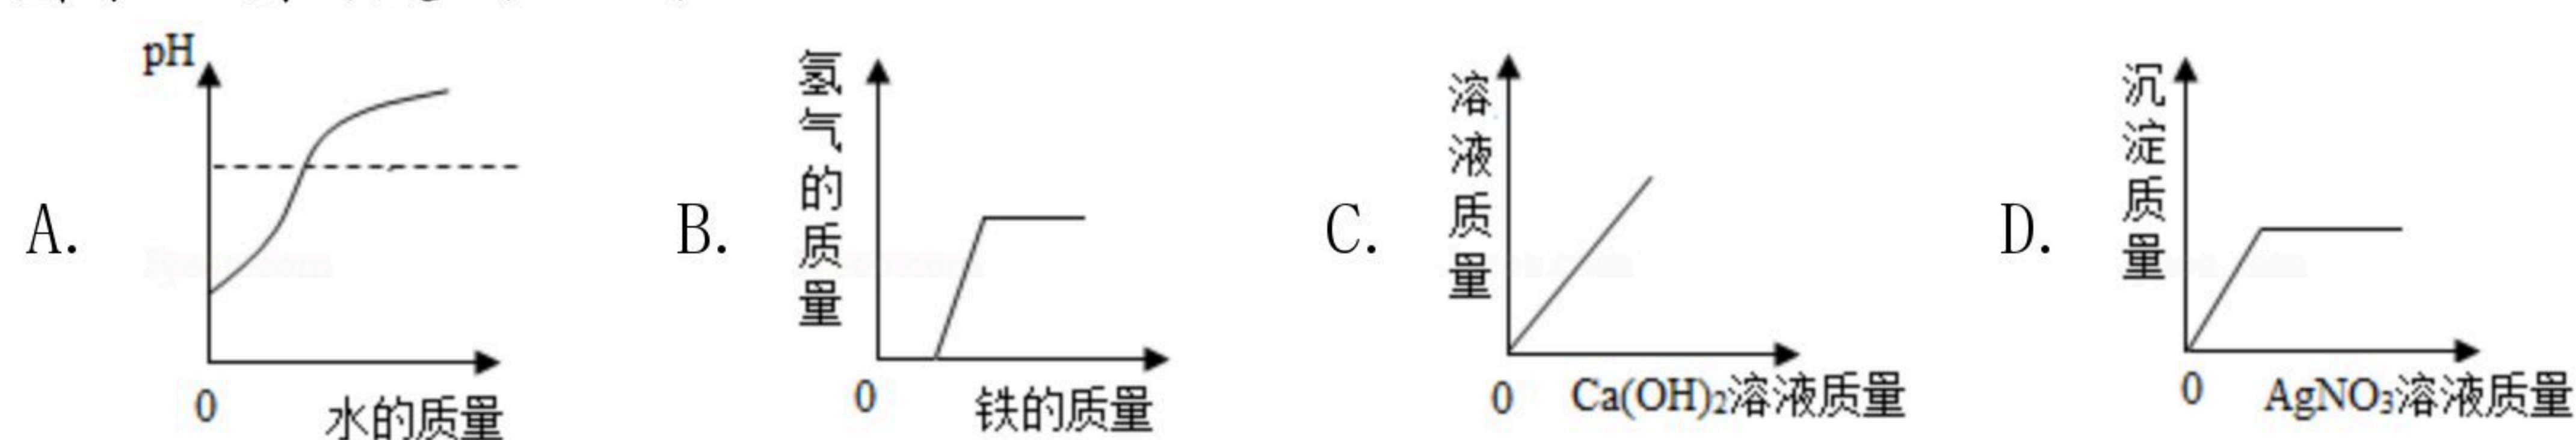 A.
pH
0
水的质量
B.
氢气的质量
0
铁的质量
C.
溶液质量
0
Ca(OH)₂溶液质量
D.
沉淀质量
0
AgNO₃溶液质量